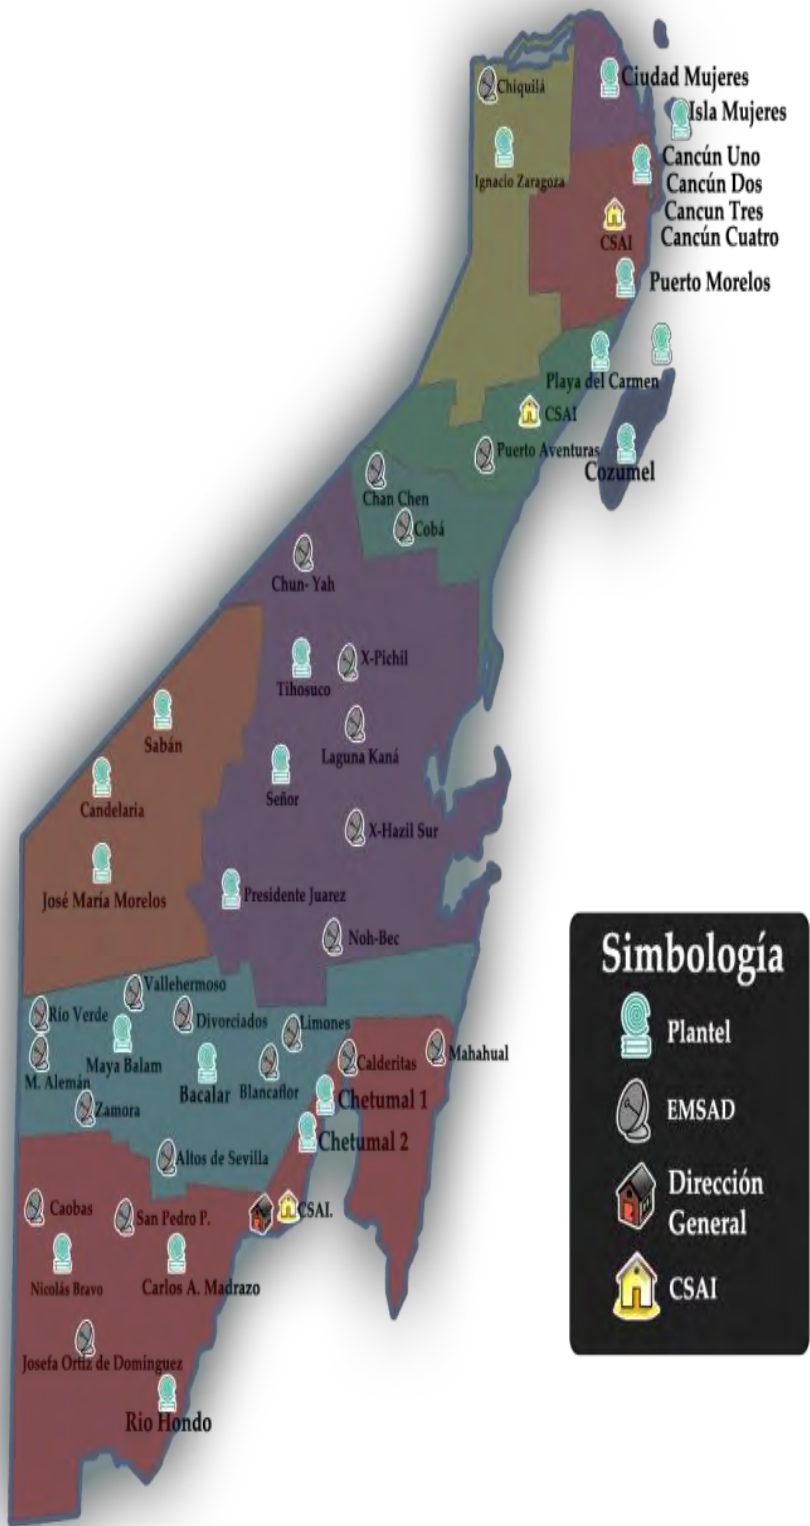 Ciudad Mujeres
Chiquilá
Isla Mujeres
Cancún Uno
Ignacio Zaragoza
Cancún Dos
Cancun Tres
Cancún Cuatro
CSAI
Puerto Morelos
Playa del Carmen
CSAI
Puerto Aventuras
Cozumel
Chan Chen
Cobá
Chun- Yah
X-Pichil
Tihosuco
Sabán
Laguna Kaná
Señor
Candelaria
X-Hazil Sur
José María Morelos
Presidente Juarez
Noh-Bec
Simbología
Plantel
EMSAD
Dirección
General
CSAI
Vallehermoso
Río Verde
Divorciados
Limones
Mahahual
Maya Balam
Calderitas
M. Alemán
Bacalar
Blancaflor
Chetumal 1
Zamora
Chetumal 2
Altos de Sevilla
Caobas
San Pedro P.
CSAI.
Nicolás Bravo
Carlos A. Madrazo
Josefa Ortiz de Dominguez
Rio Hondo